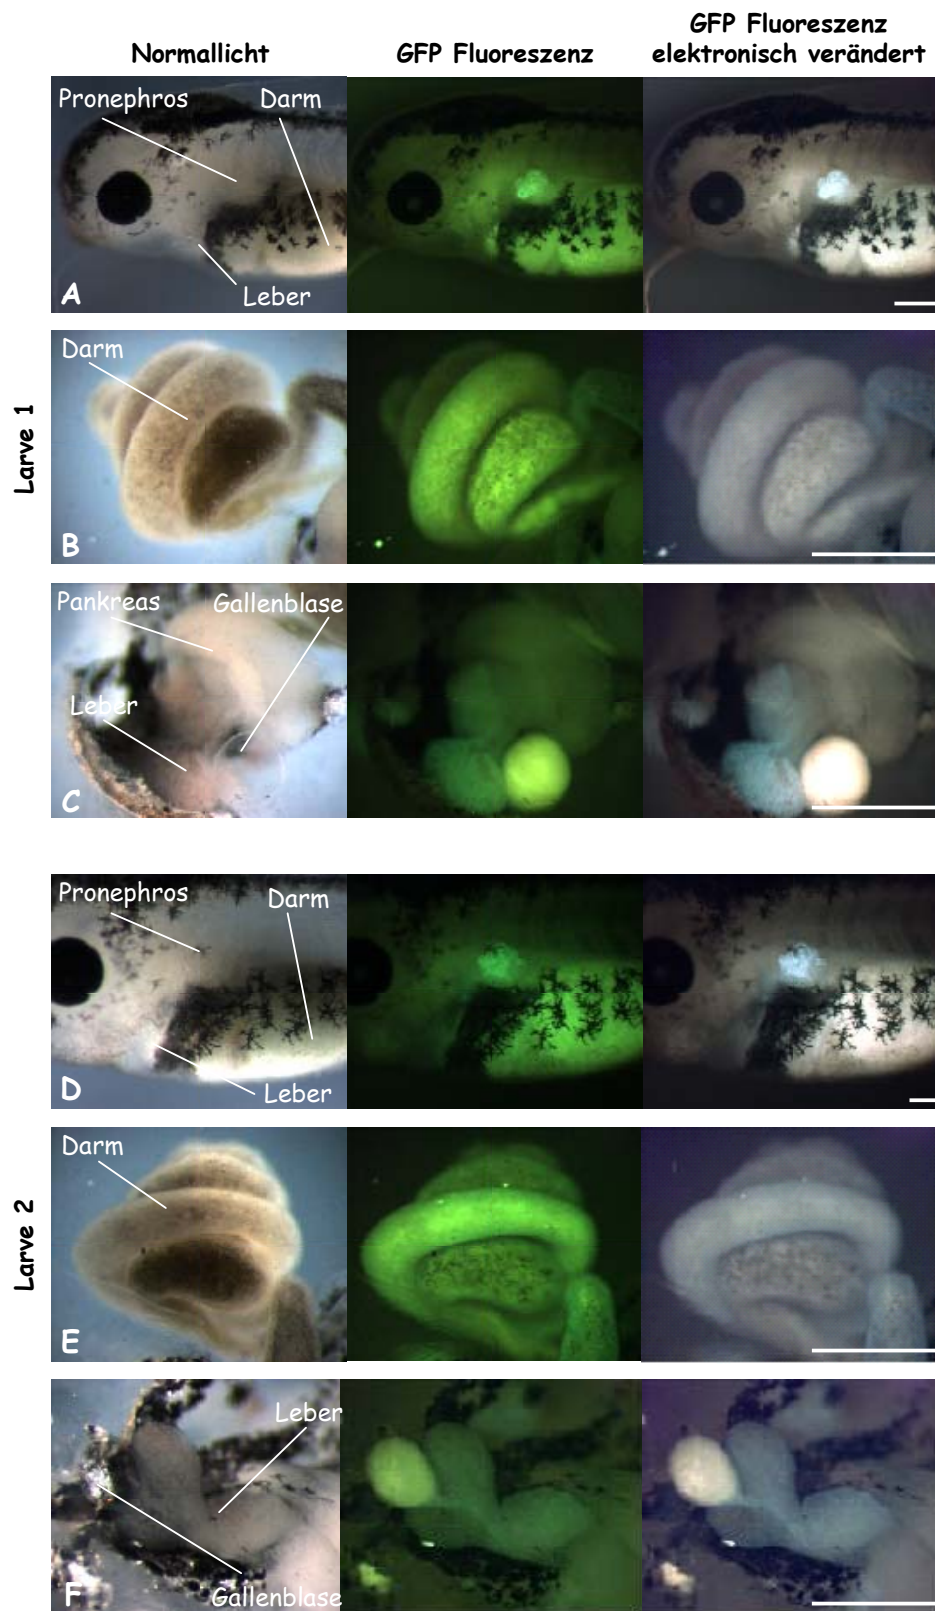 Normallicht
GFP Fluoreszenz
GFP Fluoreszenz
elektronisch verändert
Larve 1
Pronephros
Darm
Leber
A
Darm
B
Pankreas
Gallenblase
Leber
C
Larve 2
Pronephros
Darm
Leber
D
Darm
E
Leber
Gallenblase
F